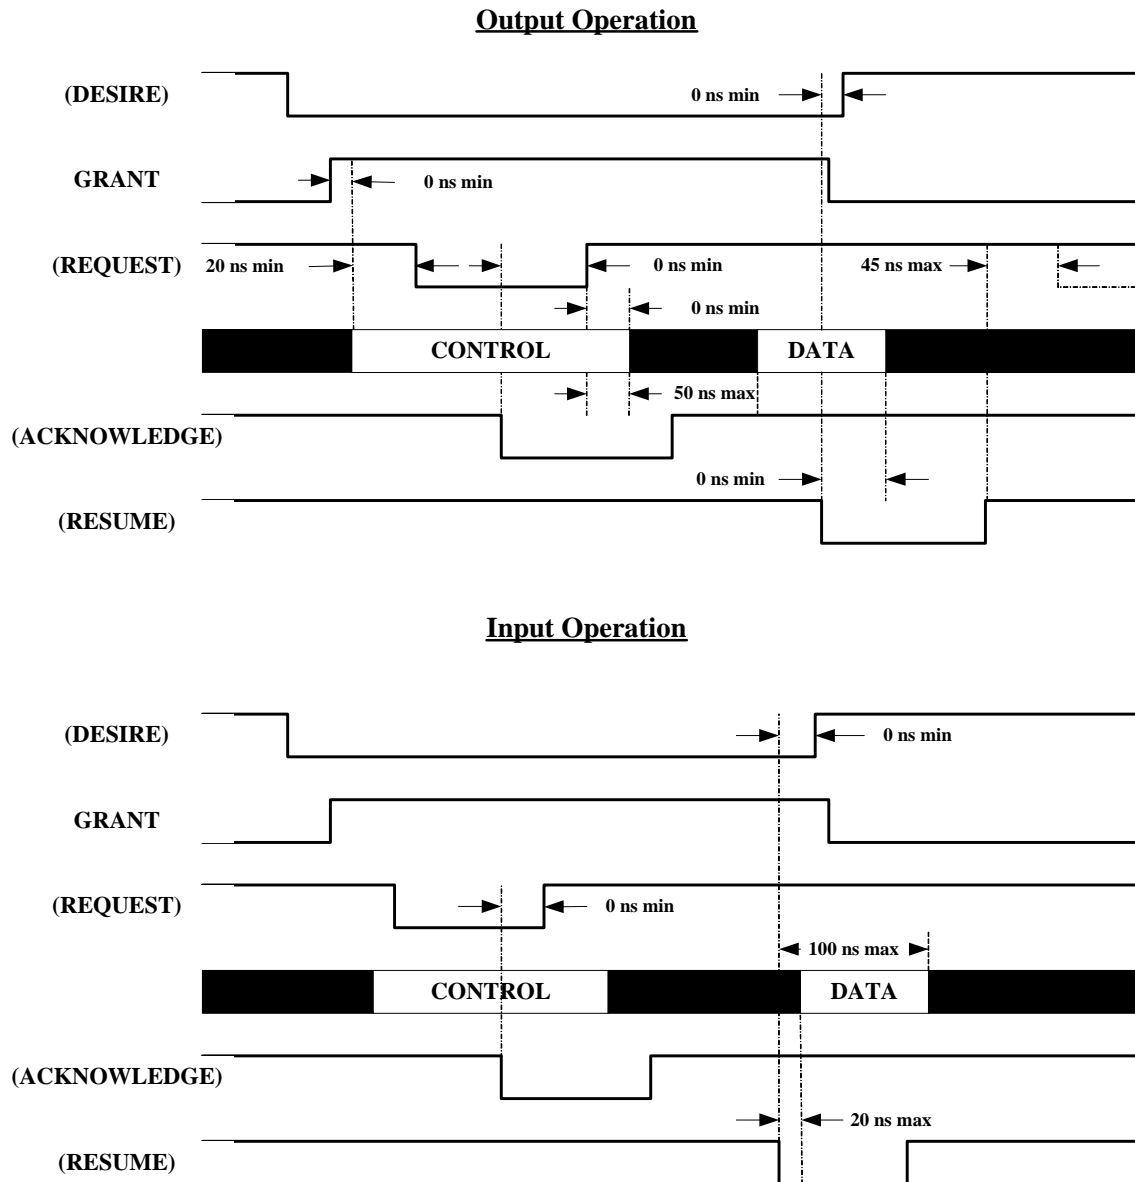 Output Operation
(DESIRE)
0 ns min
GRANT
0 ns min
(REQUEST)
20 ns min
0 ns min
45 ns max
0 ns min
CONTROL
DATA
50 ns max
(ACKNOWLEDGE)
0 ns min
(RESUME)
Input Operation
(DESIRE)
0 ns min
GRANT
(REQUEST)
0 ns min
100 ns max
CONTROL
DATA
(ACKNOWLEDGE)
20 ns max
(RESUME)